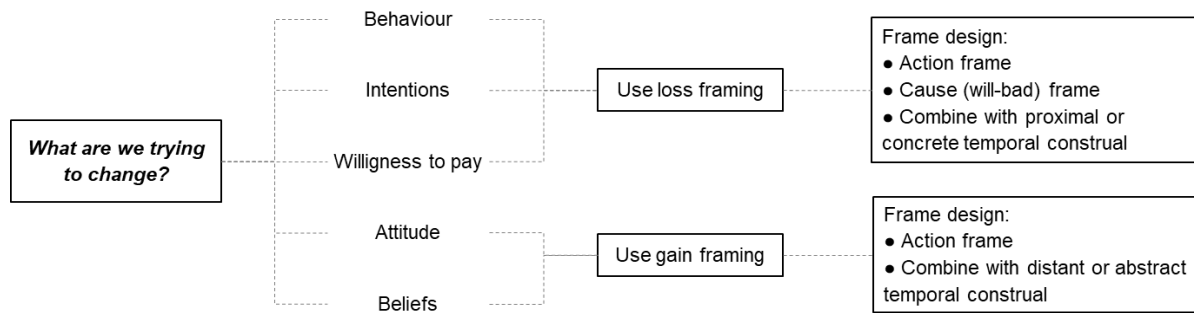 What are we trying
to change?
Behaviour
Intentions
Willigness to pay
Attitude
Beliefs
Use loss framing
Use gain framing
Frame design:
● Action frame
● Cause (will-bad) frame
● Combine with proximal or
concrete temporal construal
Frame design:
● Action frame
● Combine with distant or abstract
temporal construal